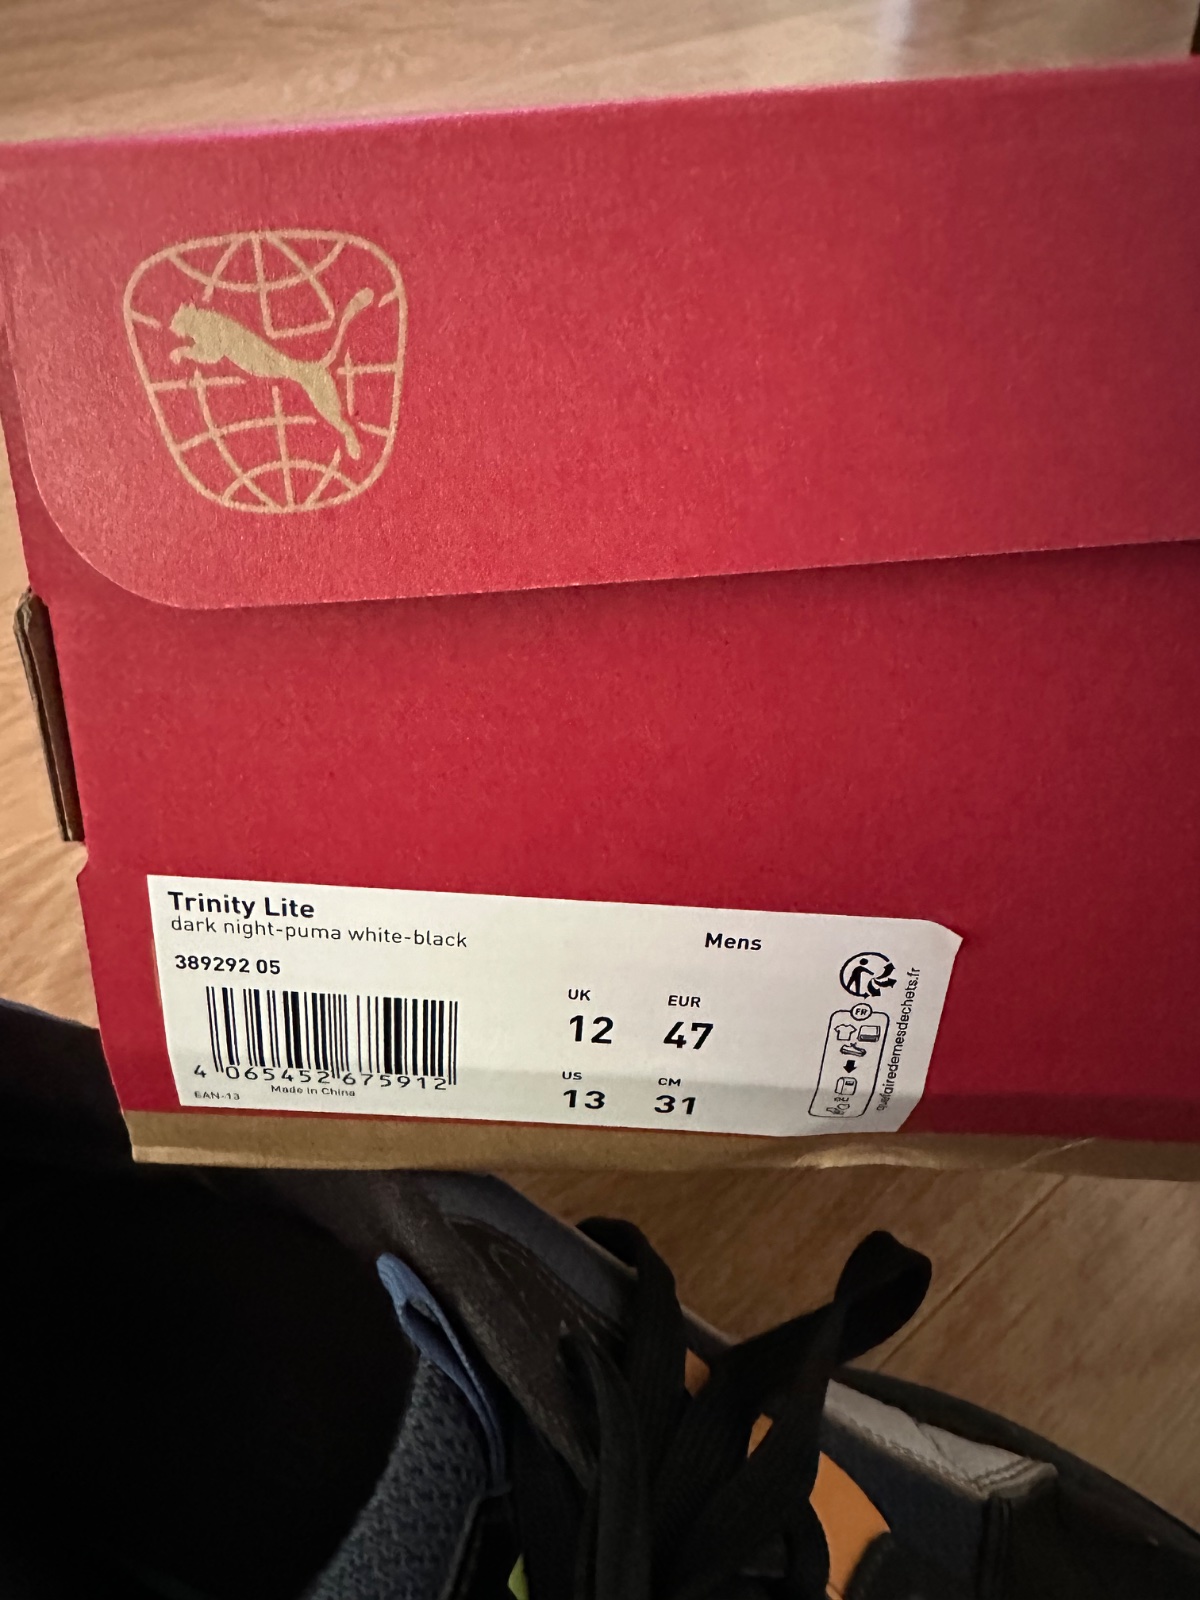 Trinity Lite
dark night-puma white-black
Mens
389292 05
UK
EUR
12
47
US
CM
13
31
4 065452 675912
EAN-13
Made in China
FR
quefairedemesdechets.fr